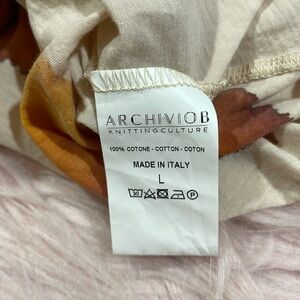 ARCHIVIOB
KNITTINGCULTURE
100% COTONE - COTTON - COTON
MADE IN ITALY
L